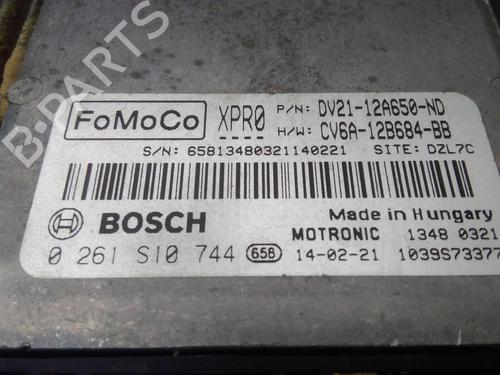 FoMoCo XPR0 P/N: DV21-12A650-ND
H/W: CV6A-12B684-BB
S/N: 65813480321140221 SITE: DZL7C
BOSCH Made in Hungary
MOTRONIC 1348 0321
0 261 S10 744 658 14-02-21 1039S73377
B-PARTS